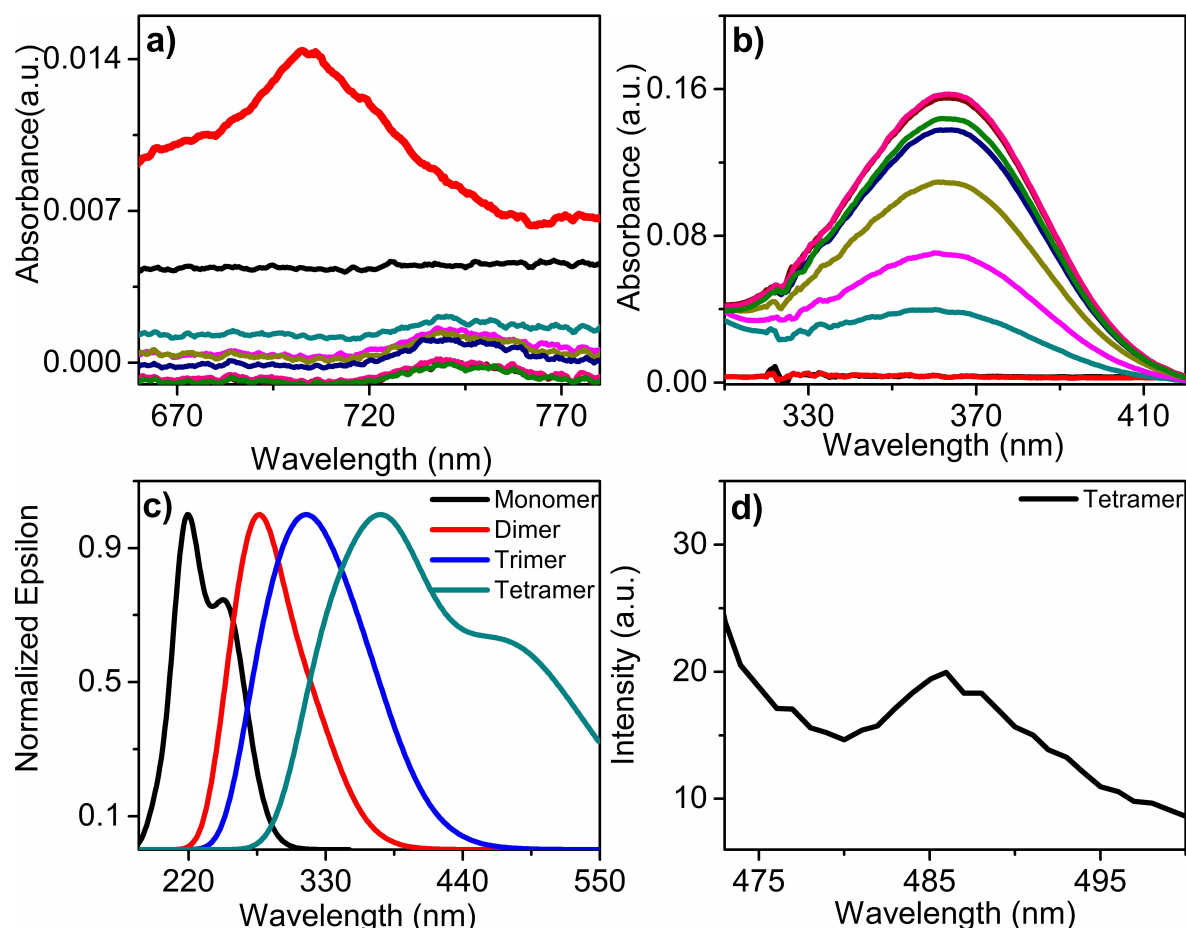 a)
0.014
0.007
0.000
Absorbance(a.u.)
670
720
770
Wavelength (nm)
b)
0.16
0.08
0.00
Absorbance (a.u.)
330
370
410
Wavelength (nm)
c)
Monomer
Dimer
Trimer
Tetramer
0.9
0.5
0.1
Normalized Epsilon
220
330
440
550
Wavelength (nm)
d)
Tetramer
30
20
10
Intensity (a.u.)
475
485
495
Wavelength (nm)